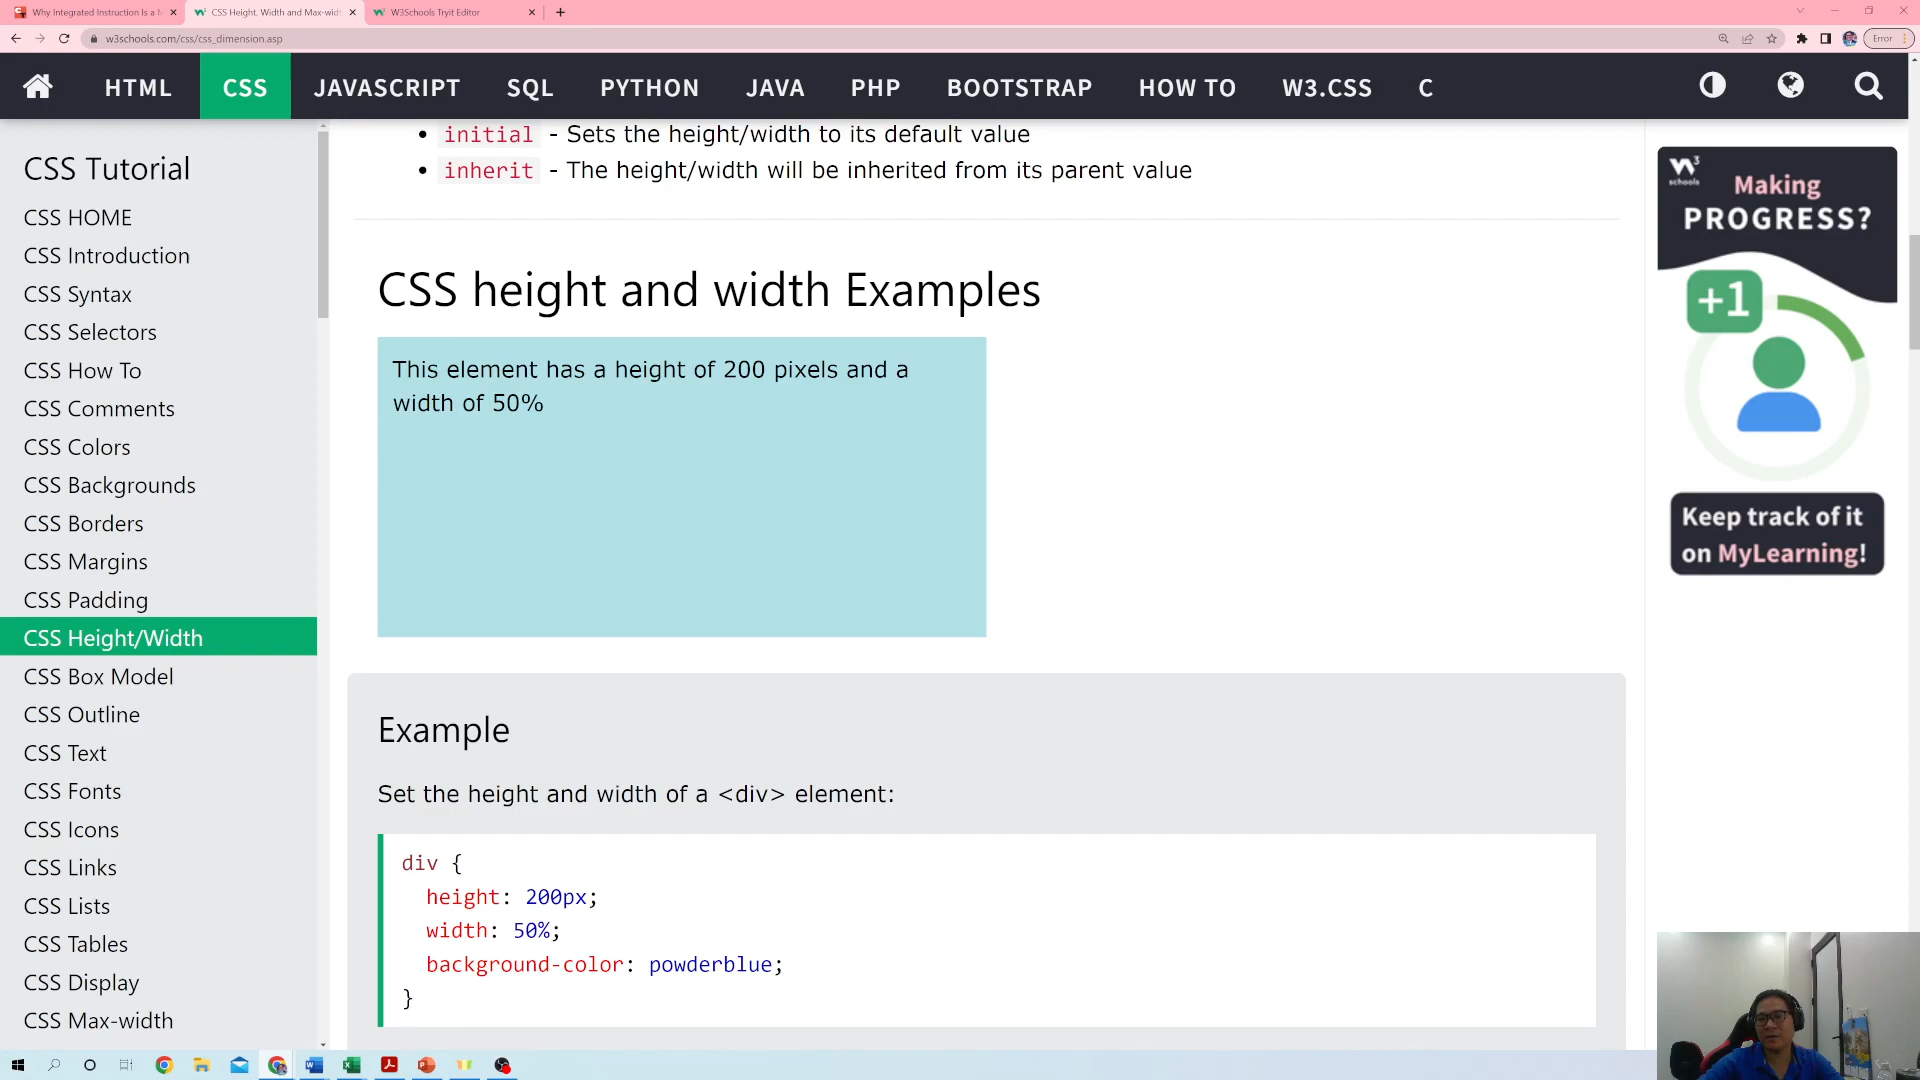 Why Integrated Instruction Is a
CSS Height, Width and Max-wid
W3Schools Tryit Editor
w3schools.com/css/css_dimension.asp
Error
HTML
CSS
JAVASCRIPT
SQL
PYTHON
JAVA
PHP
BOOTSTRAP
HOW TO
W3.CSS
C
CSS Tutorial
CSS HOME
CSS Introduction
CSS Syntax
CSS Selectors
CSS How To
CSS Comments
CSS Colors
CSS Backgrounds
CSS Borders
CSS Margins
CSS Padding
CSS Height/Width
CSS Box Model
CSS Outline
CSS Text
CSS Fonts
CSS Icons
CSS Links
CSS Lists
CSS Tables
CSS Display
CSS Max-width
• initial - Sets the height/width to its default value
• inherit - The height/width will be inherited from its parent value
CSS height and width Examples
This element has a height of 200 pixels and a
width of 50%
Example
Set the height and width of a <div> element:
div {
height: 200px;
width: 50%;
background-color: powderblue;
}
W3
schools
Making
PROGRESS?
+1
Keep track of it
on MyLearning!